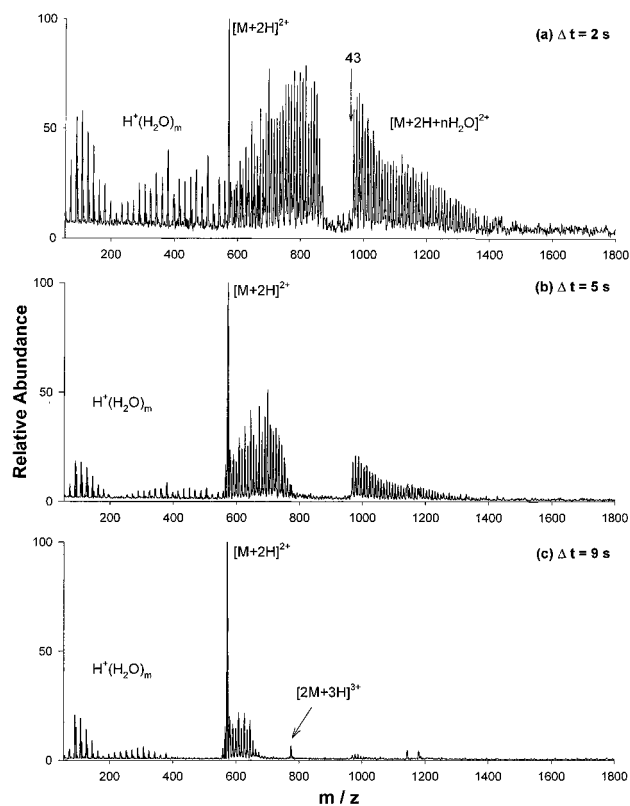 [M+2H]²⁺
(a) Δ t = 2 s
43
H⁺(H₂O)ₘ
[M+2H+nH₂O]²⁺
100
50
0
200 400 600 800 1000 1200 1400 1600 1800
[M+2H]²⁺
(b) Δ t = 5 s
H⁺(H₂O)ₘ
100
50
0
200 400 600 800 1000 1200 1400 1600 1800
Relative Abundance
[M+2H]²⁺
(c) Δ t = 9 s
H⁺(H₂O)ₘ
[2M+3H]³⁺
100
50
0
200 400 600 800 1000 1200 1400 1600 1800
m / z